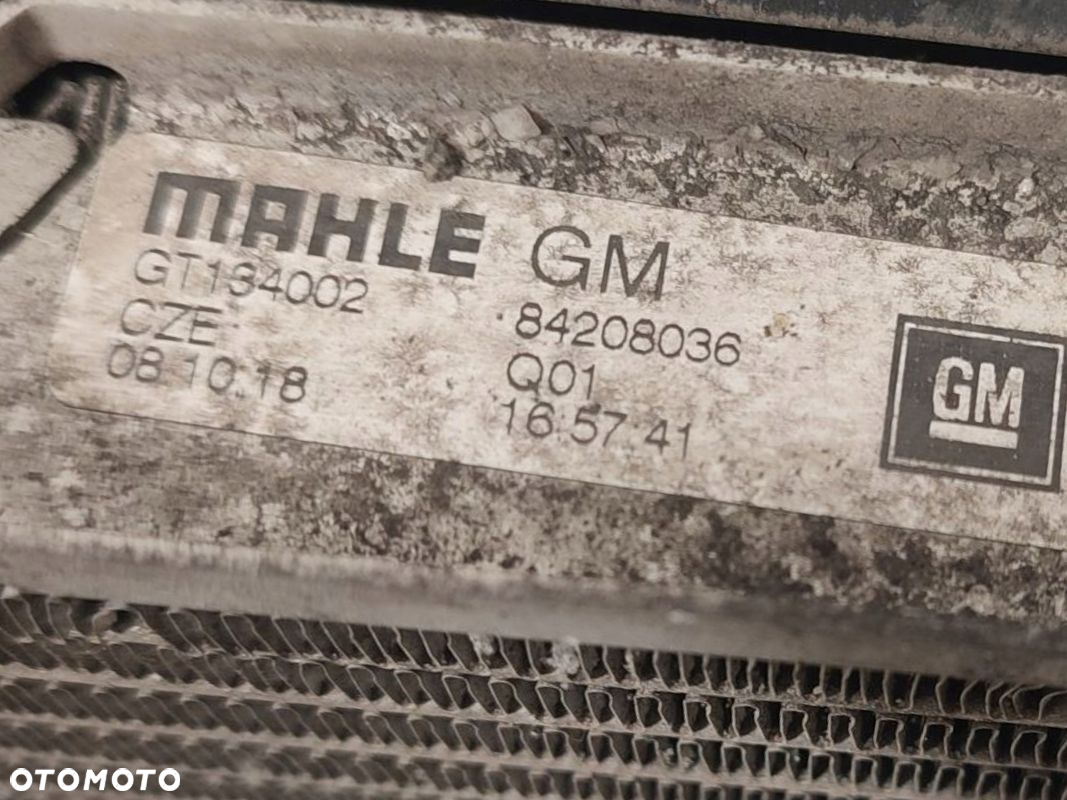 MAHLE GM
GT134002 84208036
CZE Q01
08.10.18 16:57:41
GM
OTOMOTO